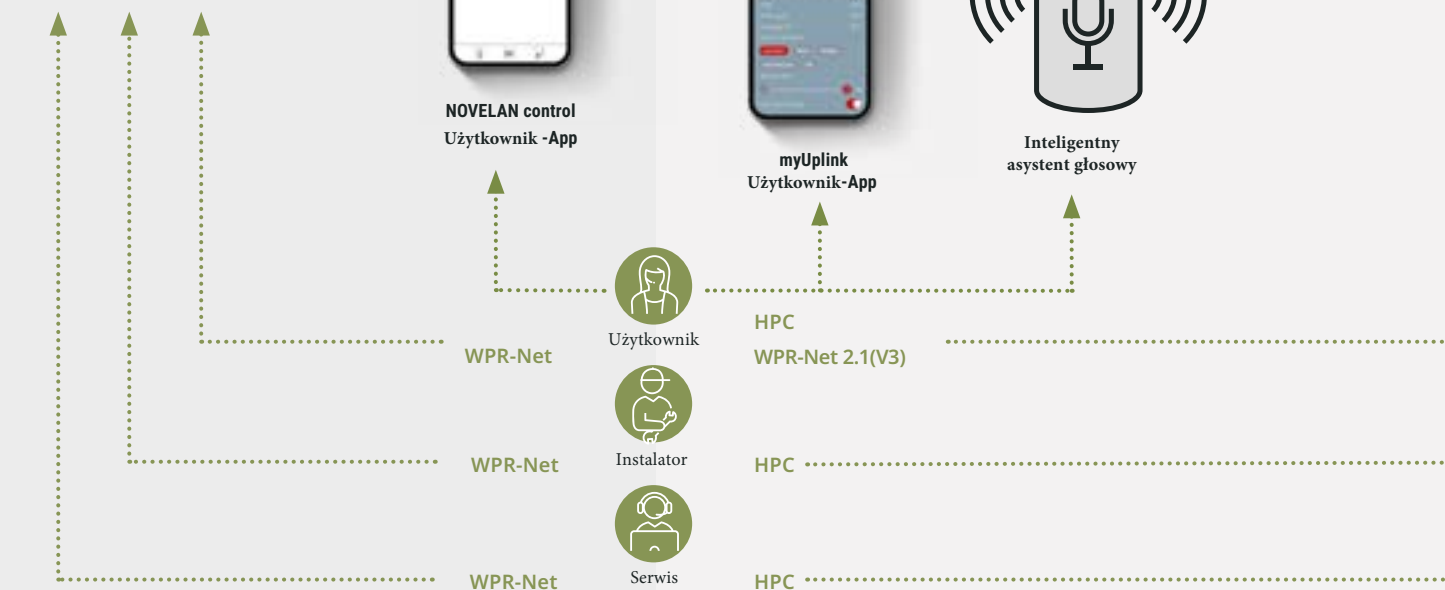 NOVELAN control
Użytkownik -App
myUplink
Użytkownik-App
Inteligentny
asystent głosowy
Użytkownik
HPC
WPR-Net
WPR-Net 2.1(V3)
Instalator
WPR-Net
HPC
Serwis
WPR-Net
HPC